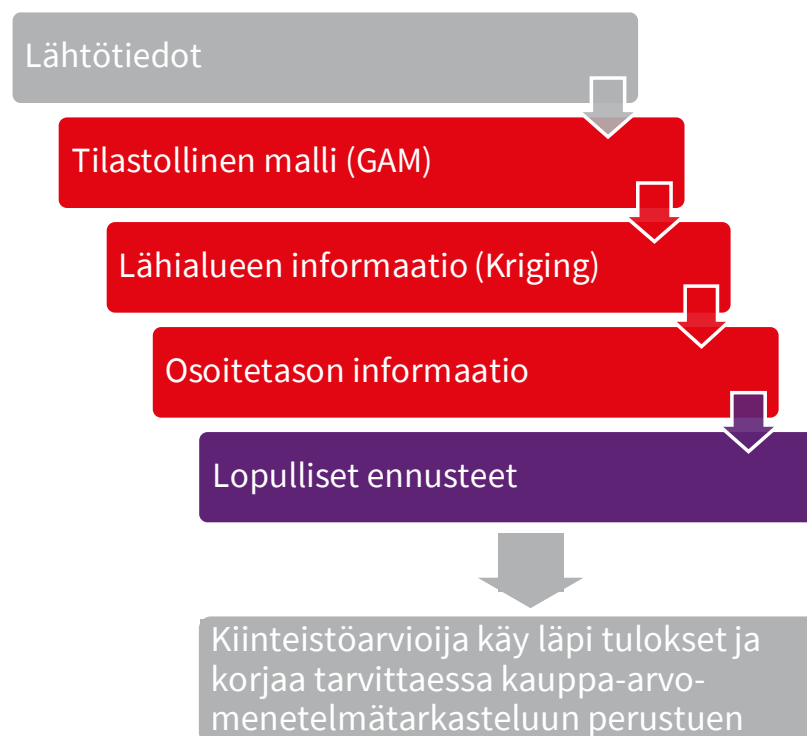 Lähtötiedot
Tilastollinen malli (GAM)
Lähialueen informaatio (Kriging)
Osoitetason informaatio
Lopulliset ennusteet
Kiinteistöarvioija käy läpi tulokset ja
korjaa tarvittaessa kauppa-arvo-
menetelmätarkasteluun perustuen